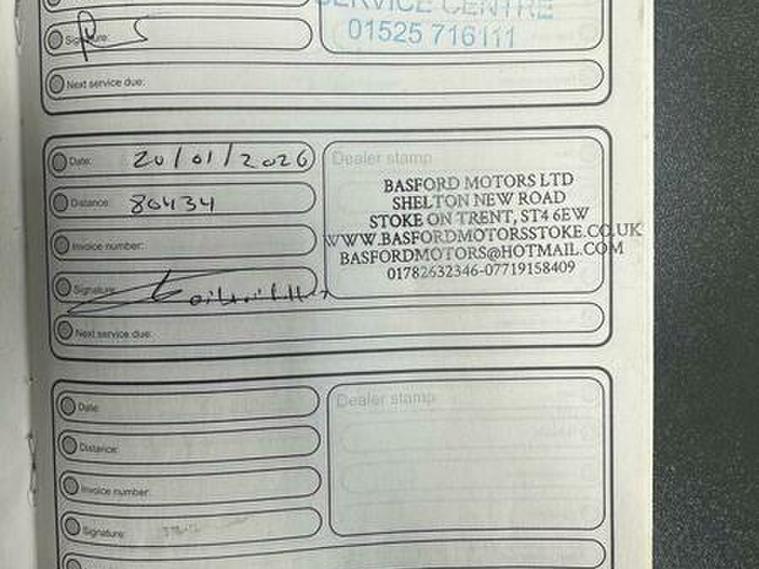 SERVICE CENTRE
01525 716111
Signature:
Next service due:
Date: 20/01/2026
Dealer stamp
Distance: 80434
Invoice number:
Signature:
Next service due:
BASFORD MOTORS LTD
SHELTON NEW ROAD
STOKE ON TRENT, ST4 6EW
WWW.BASFORDMOTORSSTOKE.CO.UK
BASFORDMOTORS@HOTMAIL.COM
01782632346-07719158409
Date:
Dealer stamp
Distance:
Invoice number:
Signature: